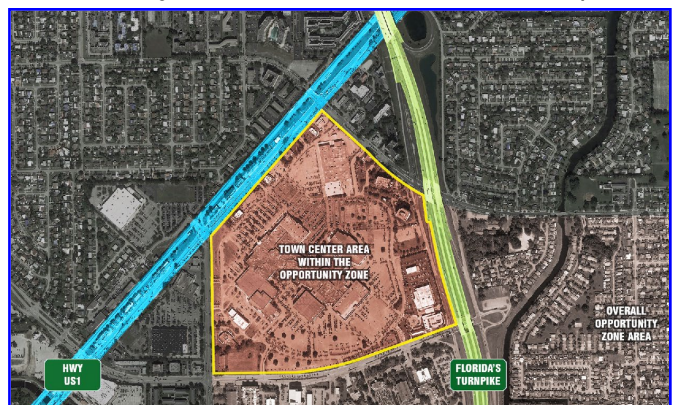 TOWN CENTER AREA
WITHIN THE
OPPORTUNITY ZONE
OVERALL
OPPORTUNITY
ZONE AREA
HWY
US1
FLORIDA'S
TURNPIKE